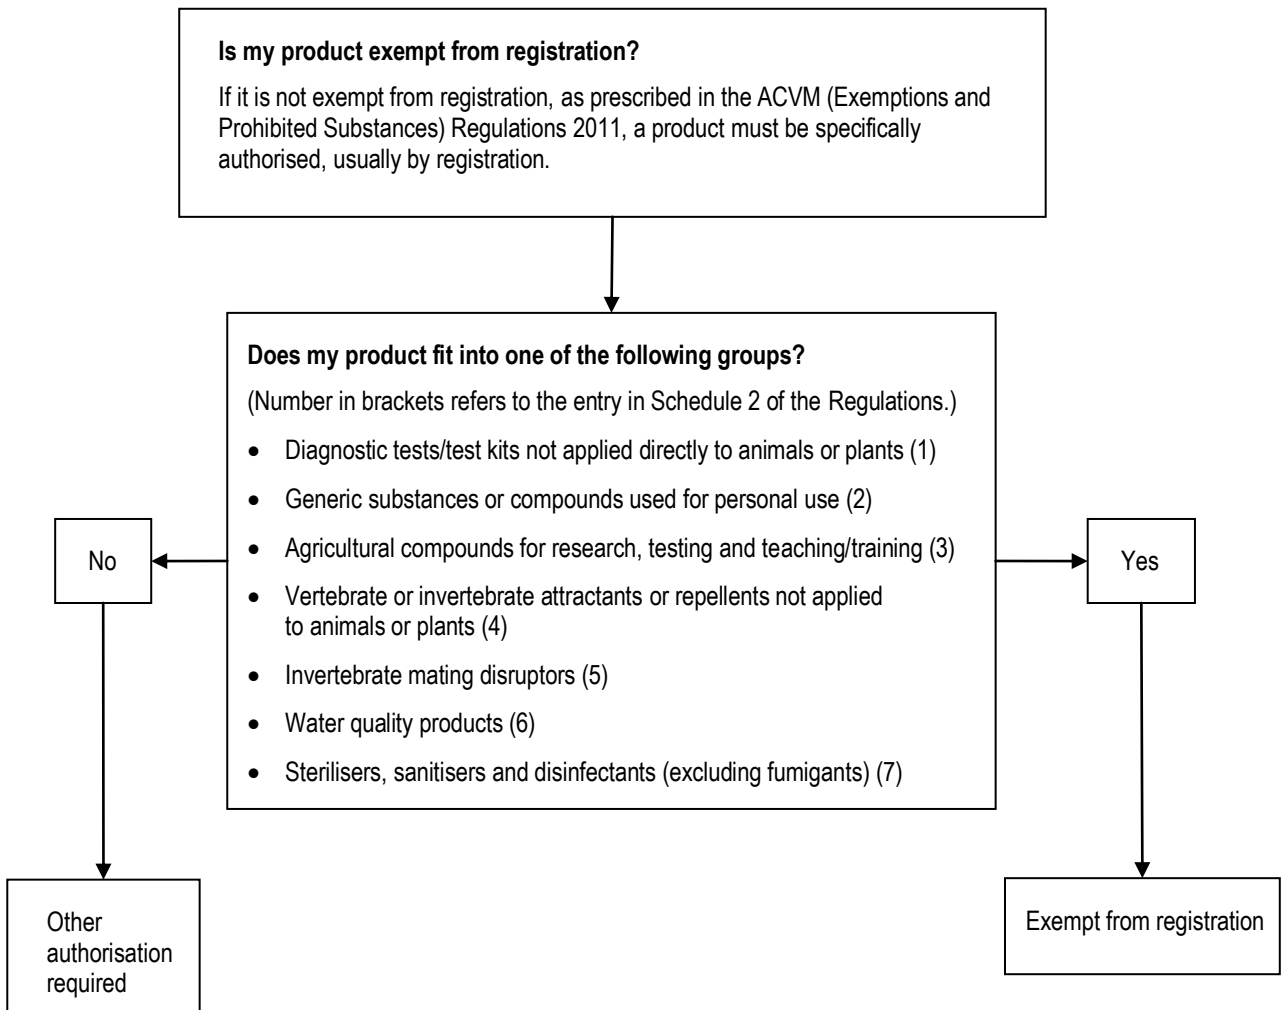 Is my product exempt from registration?
If it is not exempt from registration, as prescribed in the ACVM (Exemptions and
Prohibited Substances) Regulations 2011, a product must be specifically
authorised, usually by registration.
Does my product fit into one of the following groups?
(Number in brackets refers to the entry in Schedule 2 of the Regulations.)
• Diagnostic tests/test kits not applied directly to animals or plants (1)
• Generic substances or compounds used for personal use (2)
• Agricultural compounds for research, testing and teaching/training (3)
• Vertebrate or invertebrate attractants or repellents not applied
to animals or plants (4)
• Invertebrate mating disruptors (5)
• Water quality products (6)
• Sterilisers, sanitisers and disinfectants (excluding fumigants) (7)
No
Yes
Other
authorisation
required
Exempt from registration